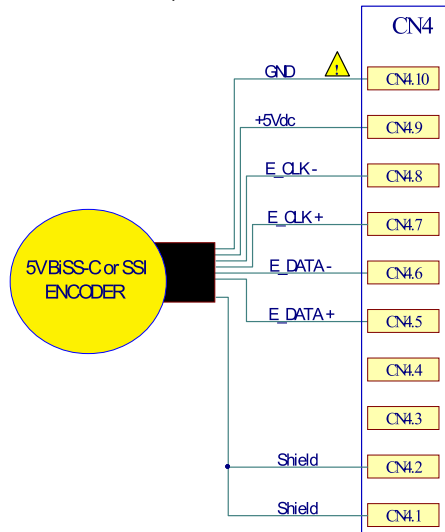 CN4
GND
!
CN4.10
+5Vdc
CN4.9
E_CLK-
CN4.8
E_CLK+
CN4.7
5V BiSS-C or SSI
ENCODER
E_DATA-
CN4.6
E_DATA+
CN4.5
CN4.4
CN4.3
Shield
CN4.2
Shield
CN4.1